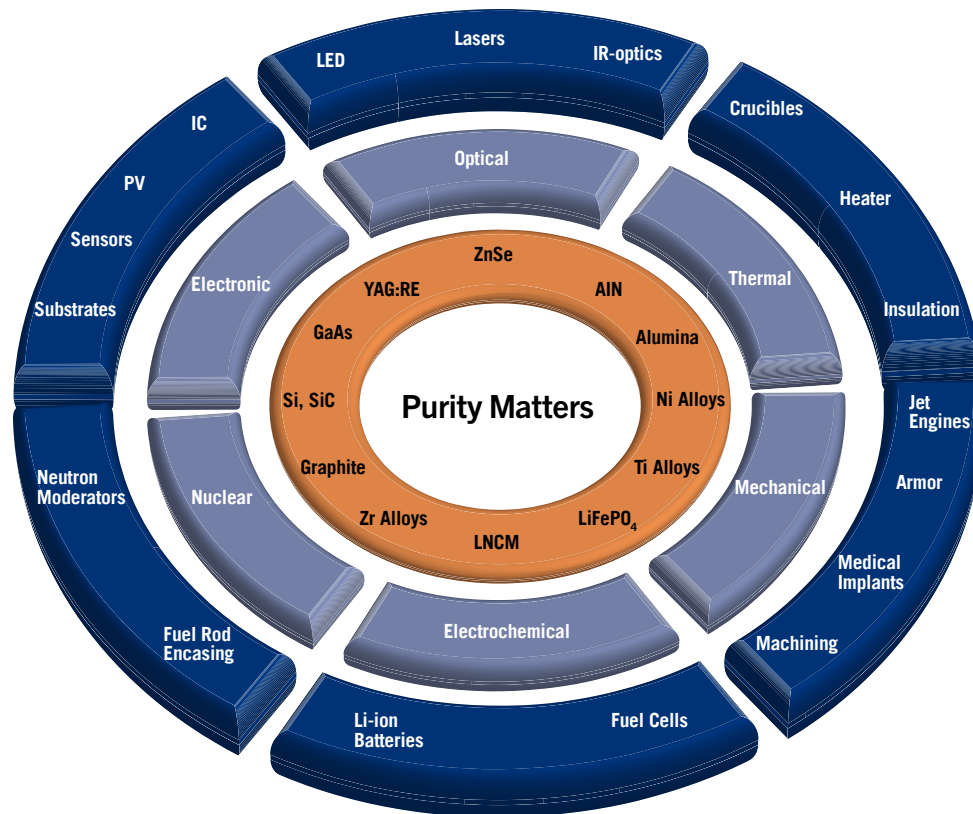 Lasers
LED
IR-optics
Crucibles
IC
Optical
PV
Heater
Sensors
ZnSe
Electronic
Thermal
YAG:RE
AlN
Substrates
Insulation
GaAs
Alumina
Si, SiC
Purity Matters
Ni Alloys
Jet
Engines
Graphite
Ti Alloys
Neutron
Moderators
Nuclear
Mechanical
Armor
Zr Alloys
LiFePO₄
LNCM
Medical
Implants
Electrochemical
Fuel Rod
Encasing
Machining
Li-ion
Batteries
Fuel Cells